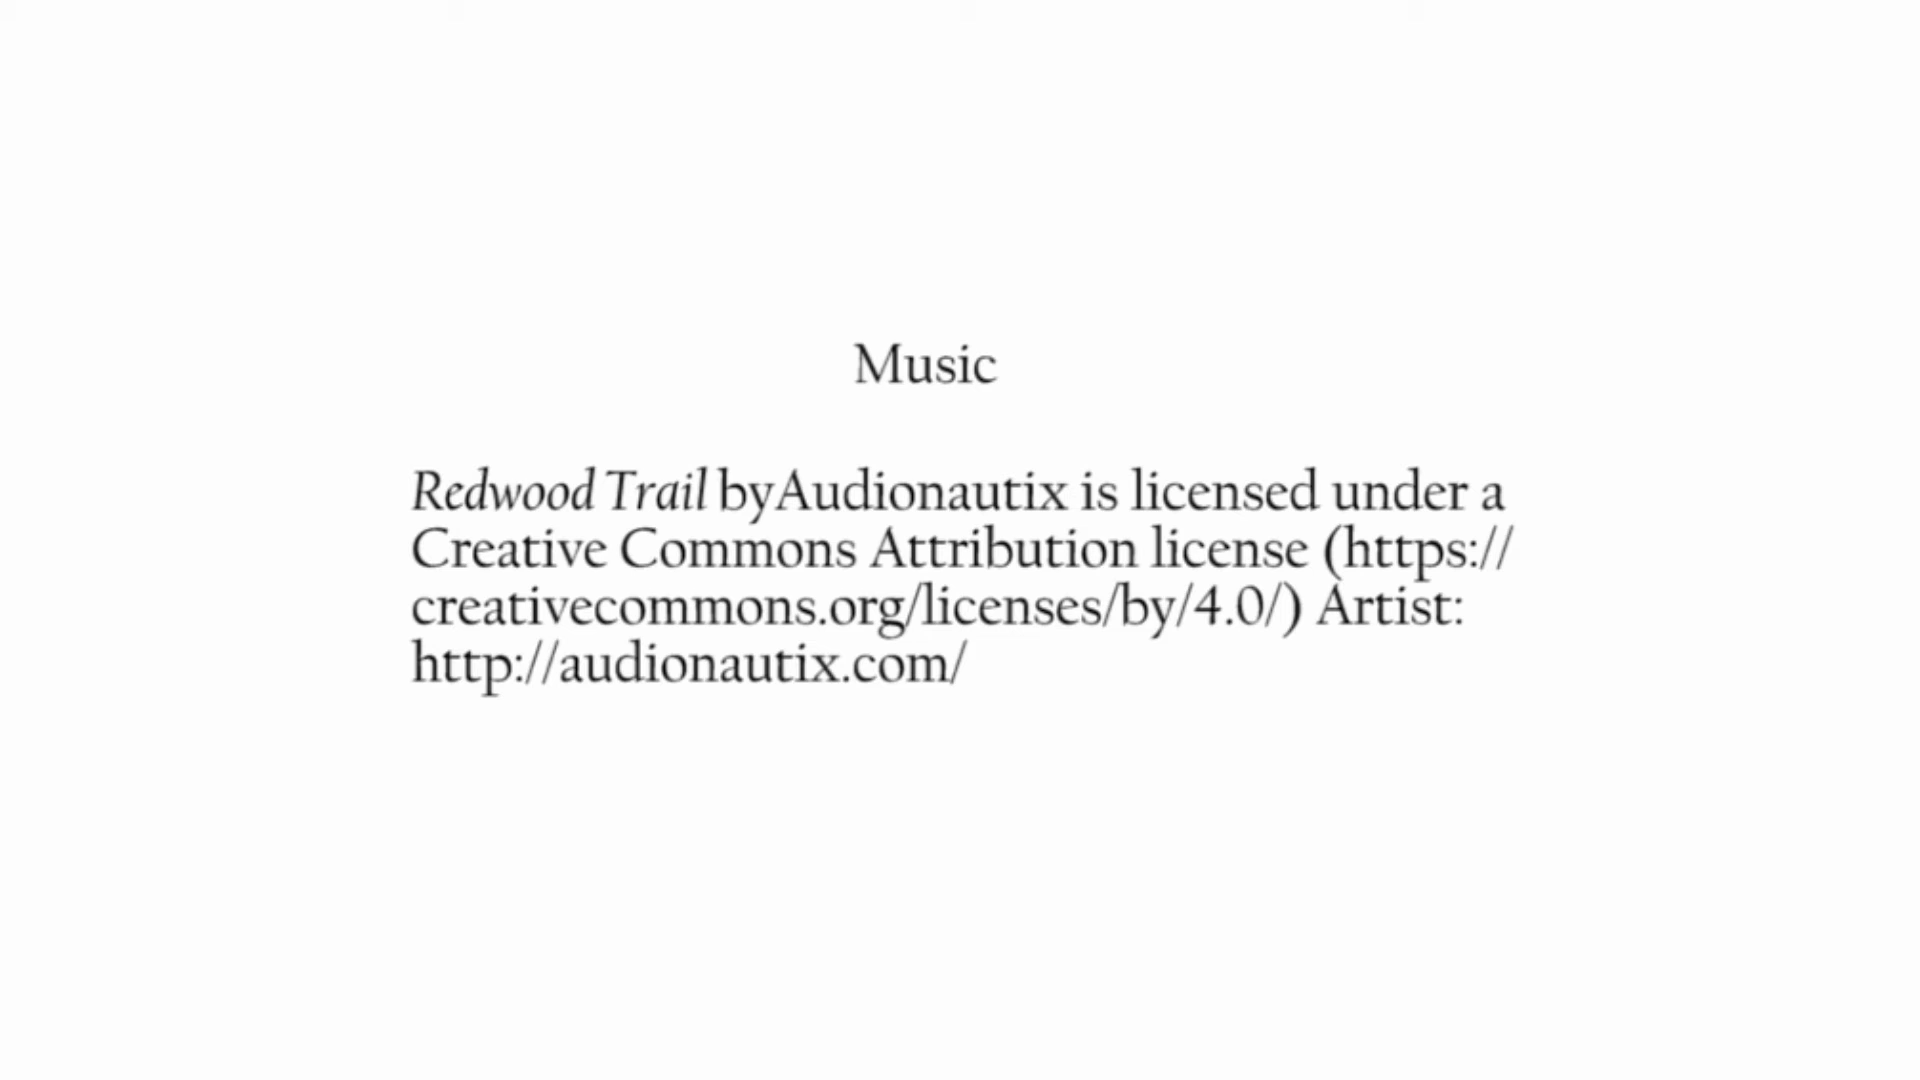 Music
Redwood Trail byAudionautix is licensed under a
Creative Commons Attribution license (https://
creativecommons.org/licenses/by/4.0/) Artist:
http://audionautix.com/